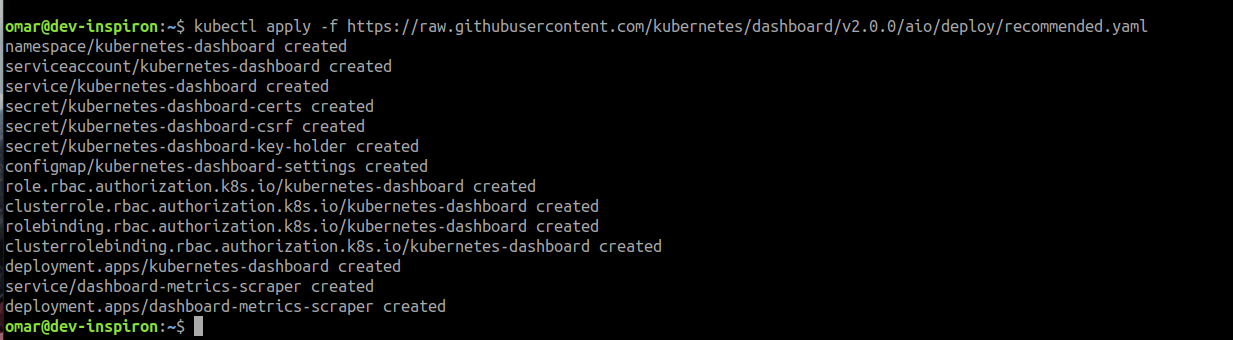 omar@dev-inspiron:~$ kubectl apply -f https://raw.githubusercontent.com/kubernetes/dashboard/v2.0.0/aio/deploy/recommended.yaml
namespace/kubernetes-dashboard created
serviceaccount/kubernetes-dashboard created
service/kubernetes-dashboard created
secret/kubernetes-dashboard-certs created
secret/kubernetes-dashboard-csrf created
secret/kubernetes-dashboard-key-holder created
configmap/kubernetes-dashboard-settings created
role.rbac.authorization.k8s.io/kubernetes-dashboard created
clusterrole.rbac.authorization.k8s.io/kubernetes-dashboard created
rolebinding.rbac.authorization.k8s.io/kubernetes-dashboard created
clusterrolebinding.rbac.authorization.k8s.io/kubernetes-dashboard created
deployment.apps/kubernetes-dashboard created
service/dashboard-metrics-scraper created
deployment.apps/dashboard-metrics-scraper created
omar@dev-inspiron:~$